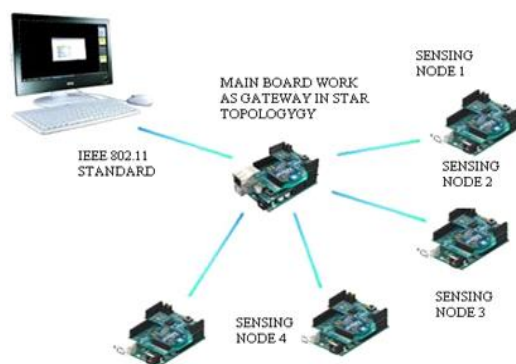 SENSING
NODE 1
MAIN BOARD WORK
AS GATEWAY IN STAR
TOPOLOGYGY
IEEE 802.11
STANDARD
SENSING
NODE 2
SENSING
NODE 3
SENSING
NODE 4